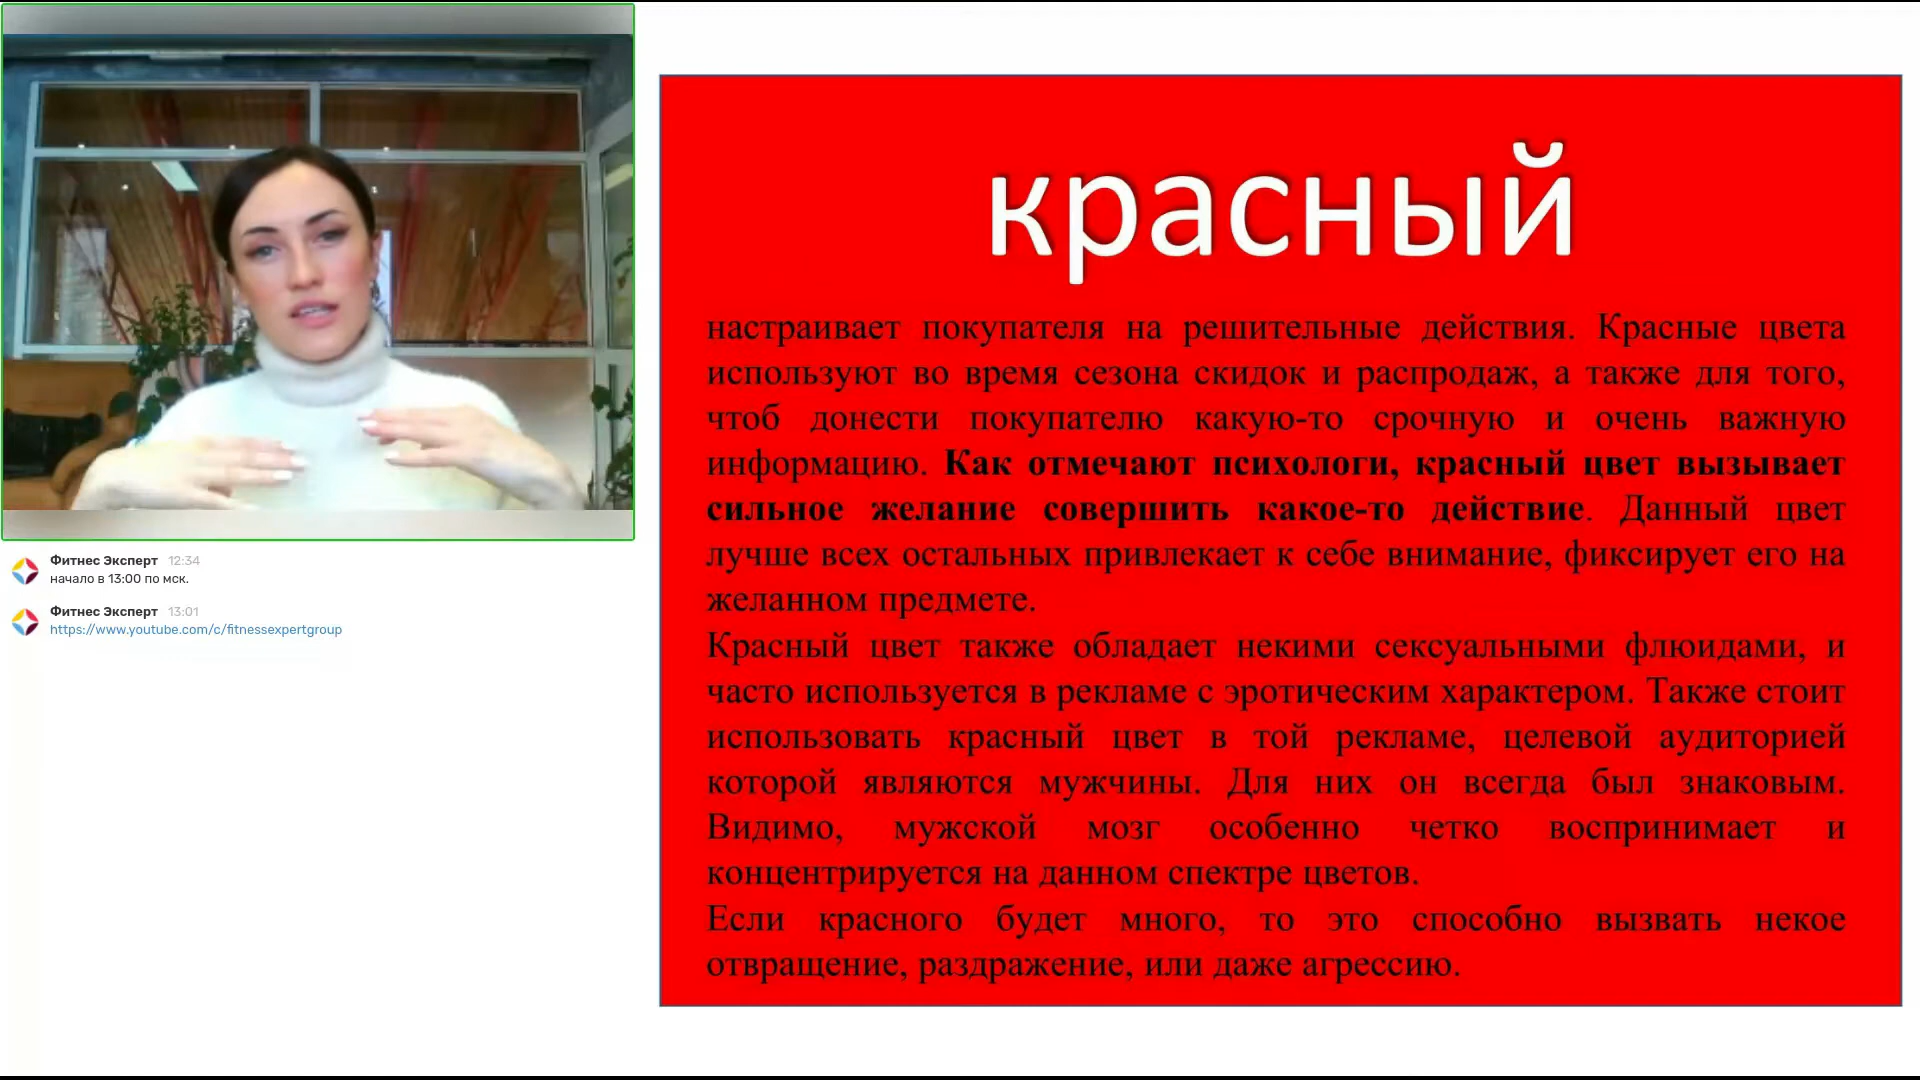 красный
настраивает покупателя на решительные действия. Красные цвета
используют во время сезона скидок и распродаж, а также для того,
чтоб донести покупателю какую-то срочную и очень важную
информацию. Как отмечают психологи, красный цвет вызывает
сильное желание совершить какое-то действие. Данный цвет
лучше всех остальных привлекает к себе внимание, фиксирует его на
желанном предмете.
Красный цвет также обладает некими сексуальными флюидами, и
часто используется в рекламе с эротическим характером. Также стоит
использовать красный цвет в той рекламе, целевой аудиторией
которой являются мужчины. Для них он всегда был знаковым.
Видимо, мужской мозг особенно четко воспринимает и
концентрируется на данном спектре цветов.
Если красного будет много, то это способно вызвать некое
отвращение, раздражение, или даже агрессию.
Фитнес Эксперт 12:34
начало в 13:00 по мск.
Фитнес Эксперт 13:01
https://www.youtube.com/c/fitnessexpertgroup